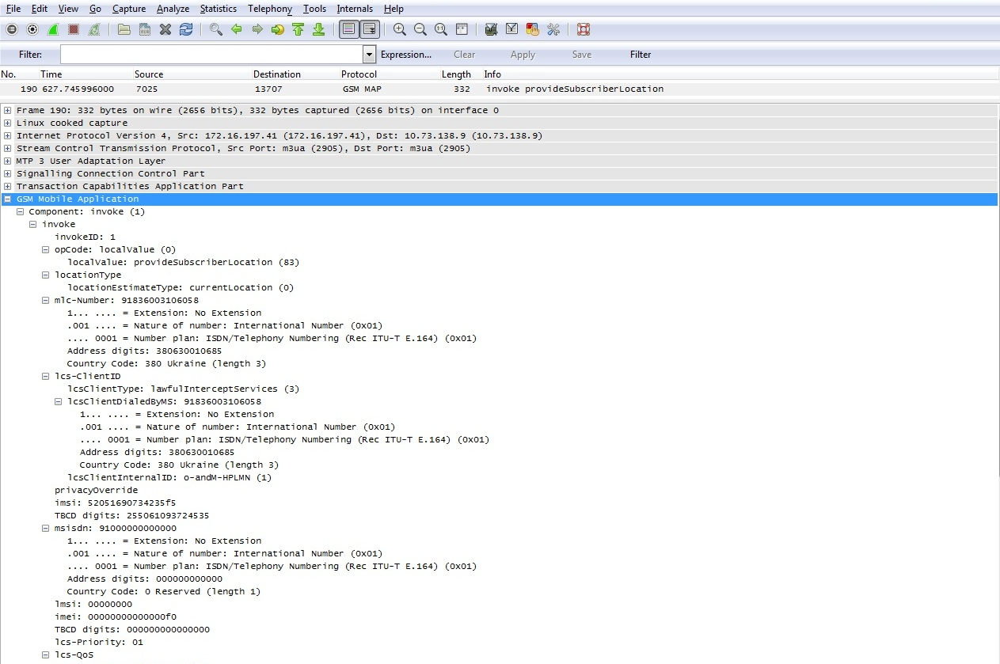 File Edit View Go Capture Analyze Statistics Telephony Tools Internals Help
Filter: Expression... Clear Apply Save Filter
No. Time Source Destination Protocol Length Info
190 627.745996000 7025 13707 GSM MAP 332 invoke provideSubscriberLocation
Frame 190: 332 bytes on wire (2656 bits), 332 bytes captured (2656 bits) on interface 0
Linux cooked capture
Internet Protocol Version 4, Src: 172.16.197.41 (172.16.197.41), Dst: 10.73.138.9 (10.73.138.9)
Stream Control Transmission Protocol, Src Port: m3ua (2905), Dst Port: m3ua (2905)
MTP 3 User Adaptation Layer
Signalling Connection Control Part
Transaction Capabilities Application Part
GSM Mobile Application
Component: invoke (1)
invoke
invokeID: 1
opCode: localValue (0)
localValue: provideSubscriberLocation (83)
locationType
locationEstimateType: currentLocation (0)
mlc-Number: 91836003106058
1... .... = Extension: No Extension
.001 .... = Nature of number: International Number (0x01)
.... 0001 = Number plan: ISDN/Telephony Numbering (Rec ITU-T E.164) (0x01)
Address digits: 380630010685
Country Code: 380 Ukraine (length 3)
lcs-ClientID
lcsClientType: lawfulInterceptServices (3)
lcsClientDialedByMS: 91836003106058
1... .... = Extension: No Extension
.001 .... = Nature of number: International Number (0x01)
.... 0001 = Number plan: ISDN/Telephony Numbering (Rec ITU-T E.164) (0x01)
Address digits: 380630010685
Country Code: 380 Ukraine (length 3)
lcsClientInternalID: o-andM-HPLMN (1)
privacyOverride
imsi: 52051690734235f5
TBCD digits: 255061093724535
msisdn: 91000000000000
1... .... = Extension: No Extension
.001 .... = Nature of number: International Number (0x01)
.... 0001 = Number plan: ISDN/Telephony Numbering (Rec ITU-T E.164) (0x01)
Address digits: 000000000000
Country Code: 0 Reserved (length 1)
lmsi: 00000000
imei: 00000000000000f0
TBCD digits: 000000000000000
lcs-Priority: 01
lcs-QoS